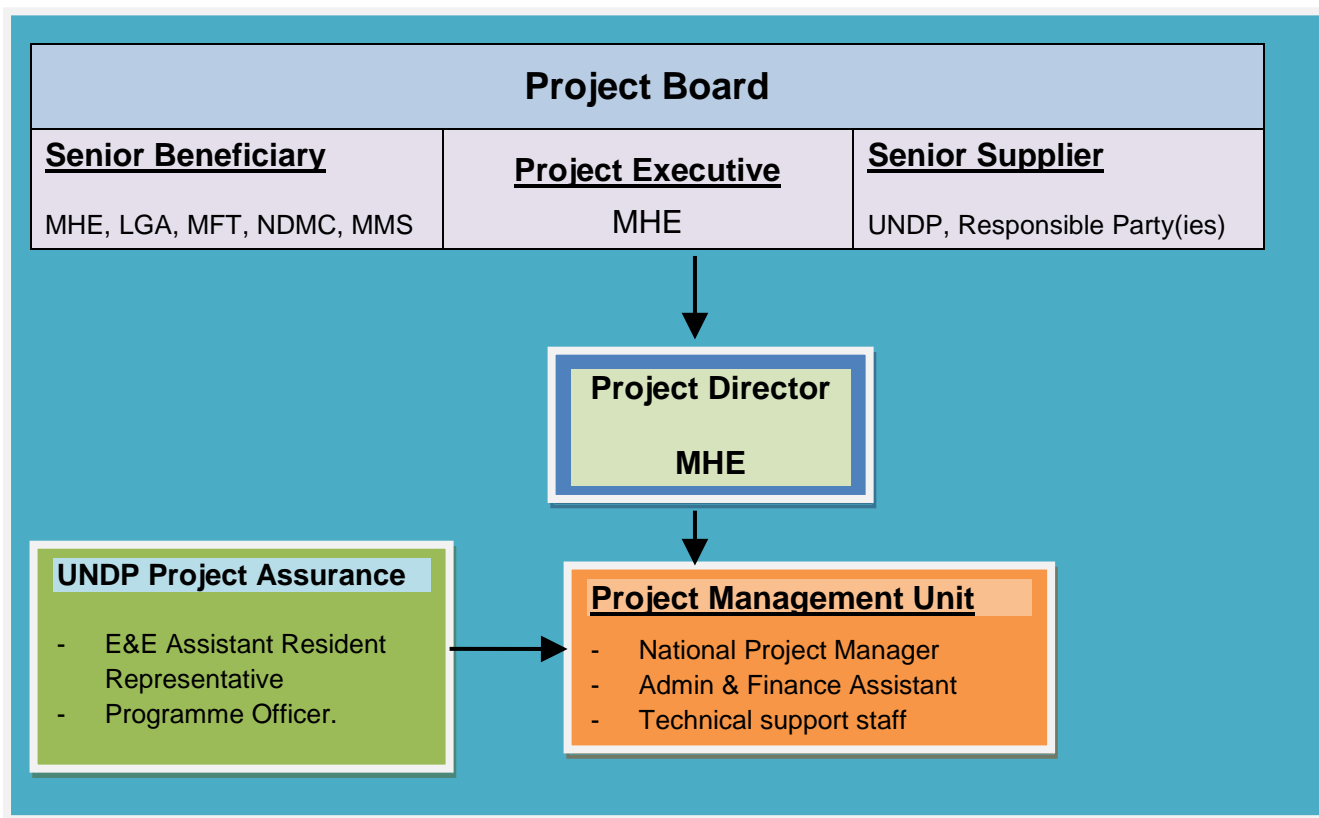 Project Board
Senior Beneficiary
MHE, LGA, MFT, NDMC, MMS
Project Executive
MHE
Senior Supplier
UNDP, Responsible Party(ies)
Project Director
MHE
UNDP Project Assurance
- E&E Assistant Resident
Representative
- Programme Officer.
Project Management Unit
- National Project Manager
- Admin & Finance Assistant
- Technical support staff